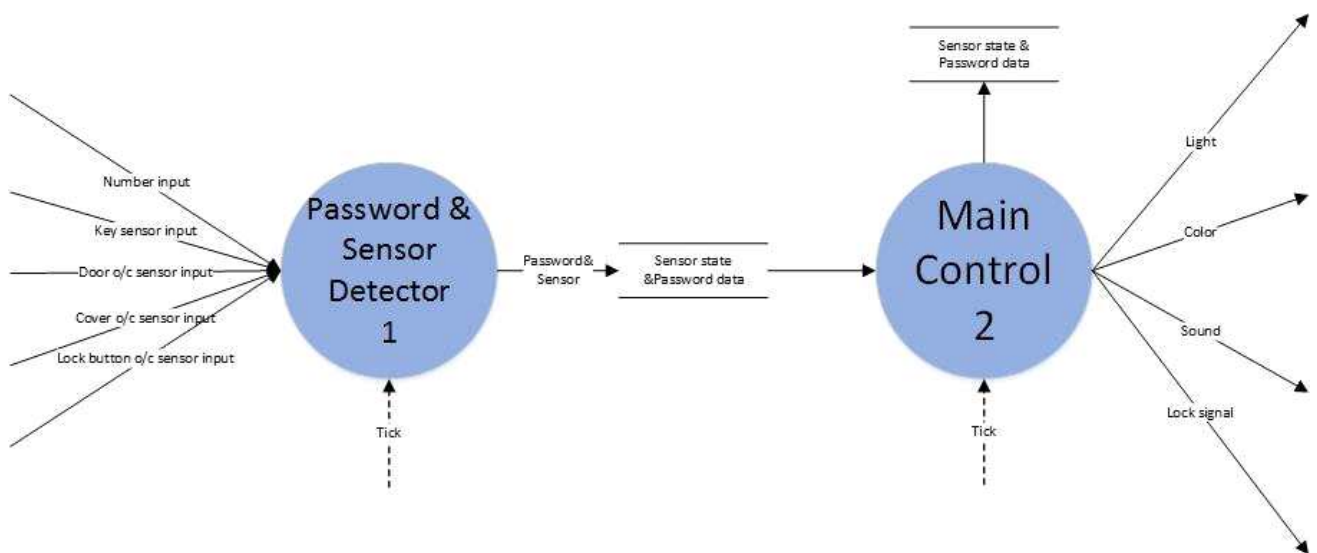 Sensor state &
Password data
Light
Number input
Key sensor input
Door o/c sensor input
Cover o/c sensor input
Lock button o/c sensor input
Password &
Sensor
Detector
1
Tick
Password&
Sensor
Sensor state
&Password data
Main
Control
2
Tick
Color
Sound
Lock signal